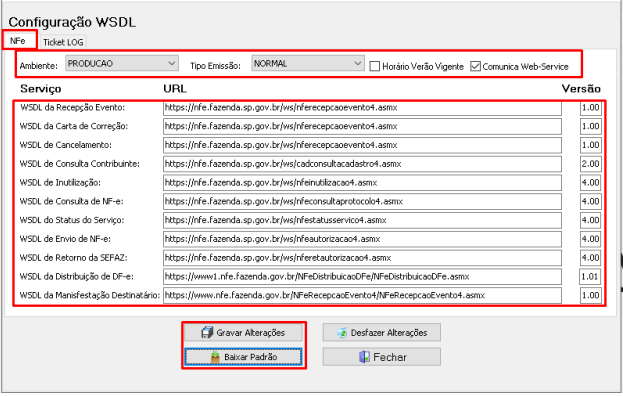 Configuração WSDL
NFe Ticket LOG
Ambiente: PRODUCAO Tipo Emissão: NORMAL Horário Verão Vigente Comunica Web-Service
Serviço URL Versão
WSDL da Recepção Evento: https://nfe.fazenda.sp.gov.br/ws/nferecepcaoevento4.asmx 1.00
WSDL da Carta de Correção: https://nfe.fazenda.sp.gov.br/ws/nferecepcaoevento4.asmx 1.00
WSDL de Cancelamento: https://nfe.fazenda.sp.gov.br/ws/nferecepcaoevento4.asmx 1.00
WSDL de Consulta Contribuinte: https://nfe.fazenda.sp.gov.br/ws/cadconsultacadastro4.asmx 2.00
WSDL de Inutilização: https://nfe.fazenda.sp.gov.br/ws/nfeinutilizacao4.asmx 4.00
WSDL de Consulta de NF-e: https://nfe.fazenda.sp.gov.br/ws/nfeconsultaprotocolo4.asmx 4.00
WSDL do Status do Serviço: https://nfe.fazenda.sp.gov.br/ws/nfestatusservico4.asmx 4.00
WSDL de Envio de NF-e: https://nfe.fazenda.sp.gov.br/ws/nfeautorizacao4.asmx 4.00
WSDL de Retorno da SEFAZ: https://nfe.fazenda.sp.gov.br/ws/nferetautorizacao4.asmx 4.00
WSDL da Distribuição de DF-e: https://www1.nfe.fazenda.gov.br/NFeDistribuicaoDFe/NFeDistribuicaoDFe.asmx 1.01
WSDL da Manisfestação Destinatário: https://www.nfe.fazenda.gov.br/NFeRecepcaoEvento4/NFeRecepcaoEvento4.asmx 1.00
Gravar Alterações Desfazer Alterações
Baixar Padrão Fechar